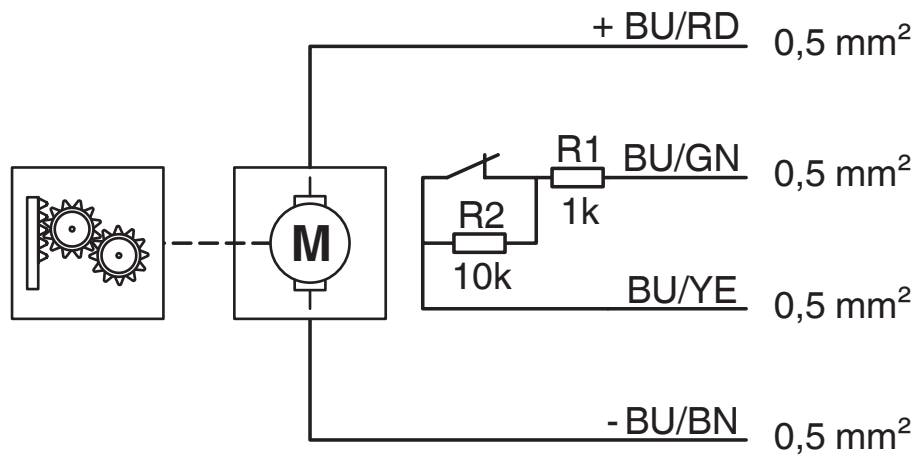 + BU/RD 0,5 mm²
R1 BU/GN 0,5 mm²
1k
R2
10k
M
BU/YE 0,5 mm²
- BU/BN 0,5 mm²